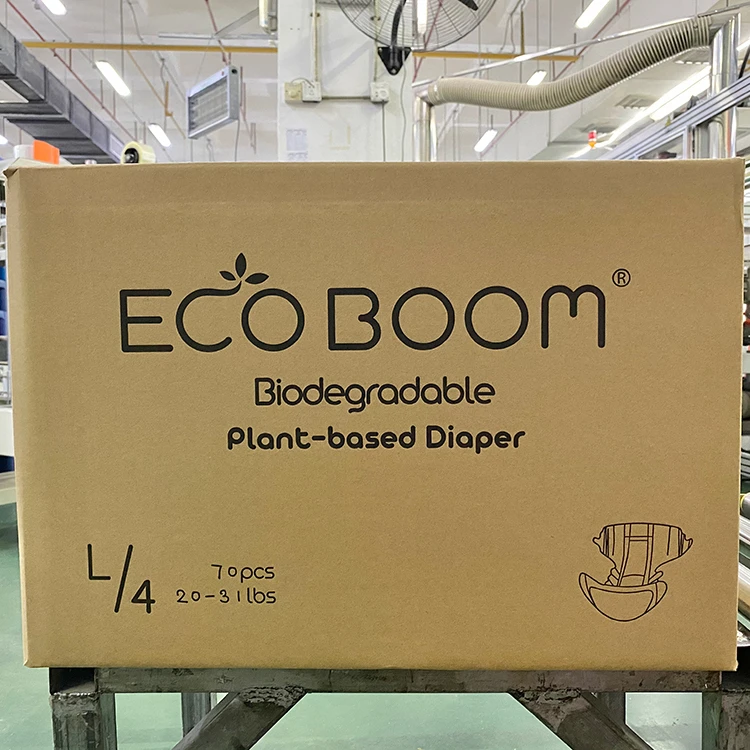 ECO BOOM®
Biodegradable
Plant-based Diaper
L/4
70pcs
20-31lbs